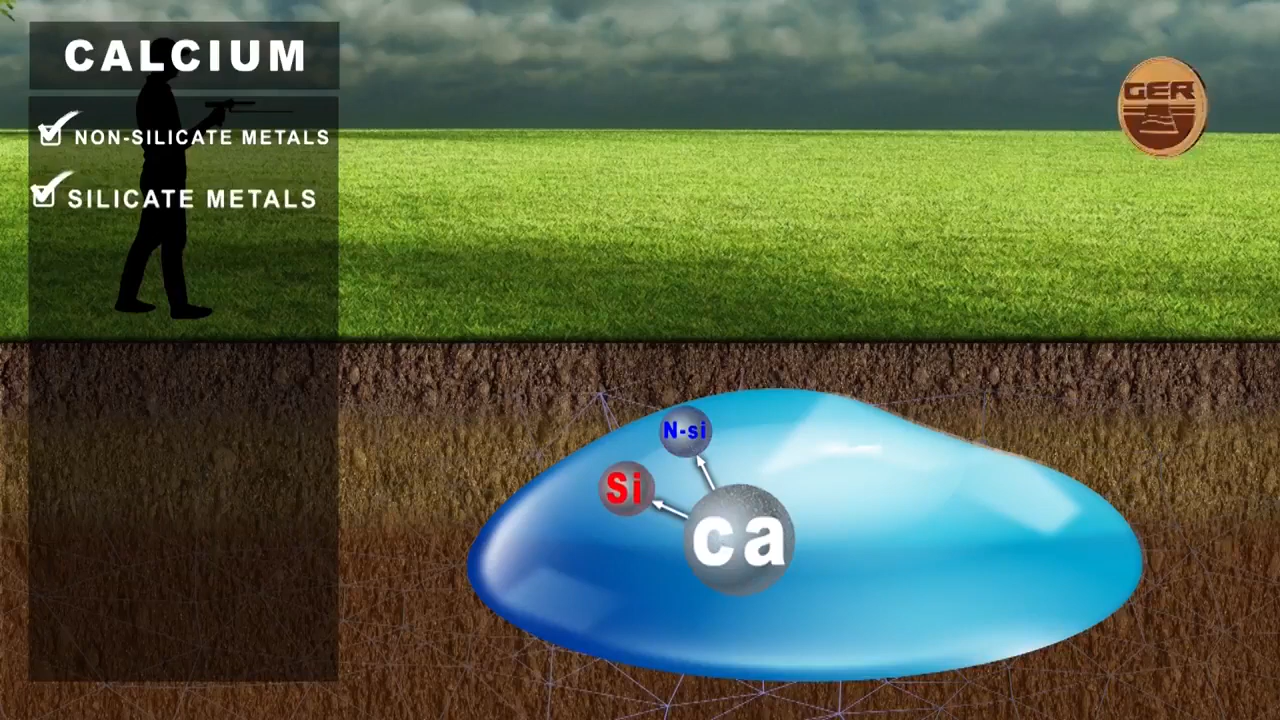 CALCIUM
NON-SILICATE METALS
SILICATE METALS
GER
N-si
Si
ca